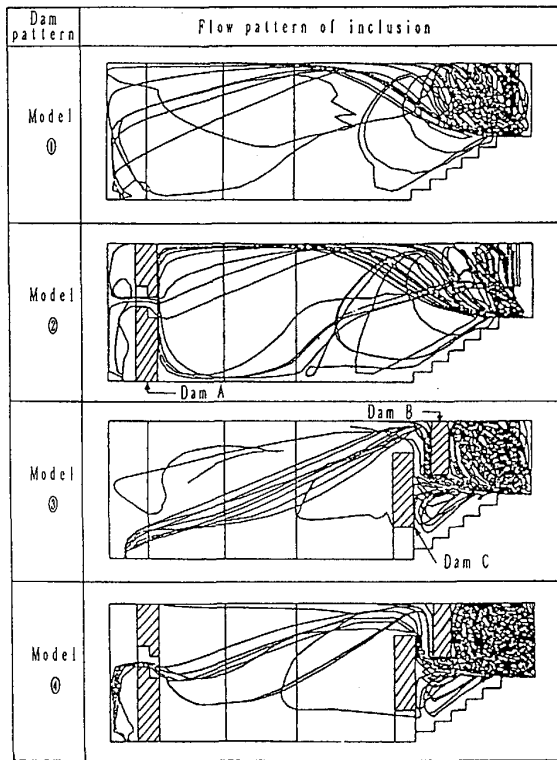 Dam pattern
Flow pattern of inclusion
Model ①
Model ②
Dam A
Dam B
Model ③
Dam C
Model ④